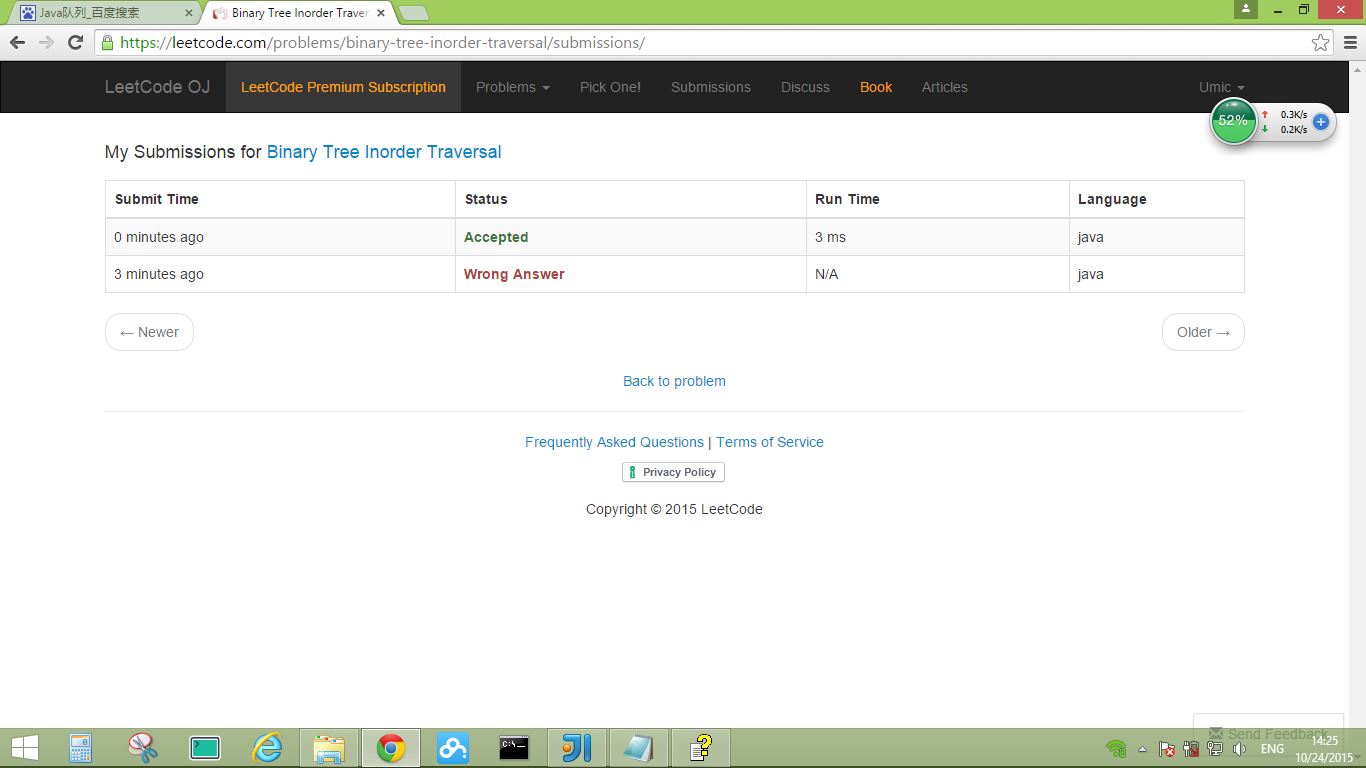 Java队列_百度搜索
Binary Tree Inorder Traver
https://leetcode.com/problems/binary-tree-inorder-traversal/submissions/
LeetCode OJ LeetCode Premium Subscription Problems Pick One! Submissions Discuss Book Articles Umic
52% 0.3K/s
0.2K/s
My Submissions for Binary Tree Inorder Traversal
Submit Time Status Run Time Language
0 minutes ago Accepted 3 ms java
3 minutes ago Wrong Answer N/A java
← Newer Older →
Back to problem
Frequently Asked Questions | Terms of Service
Privacy Policy
Copyright © 2015 LeetCode
Send Feedback
ENG 14:25
10/24/2015